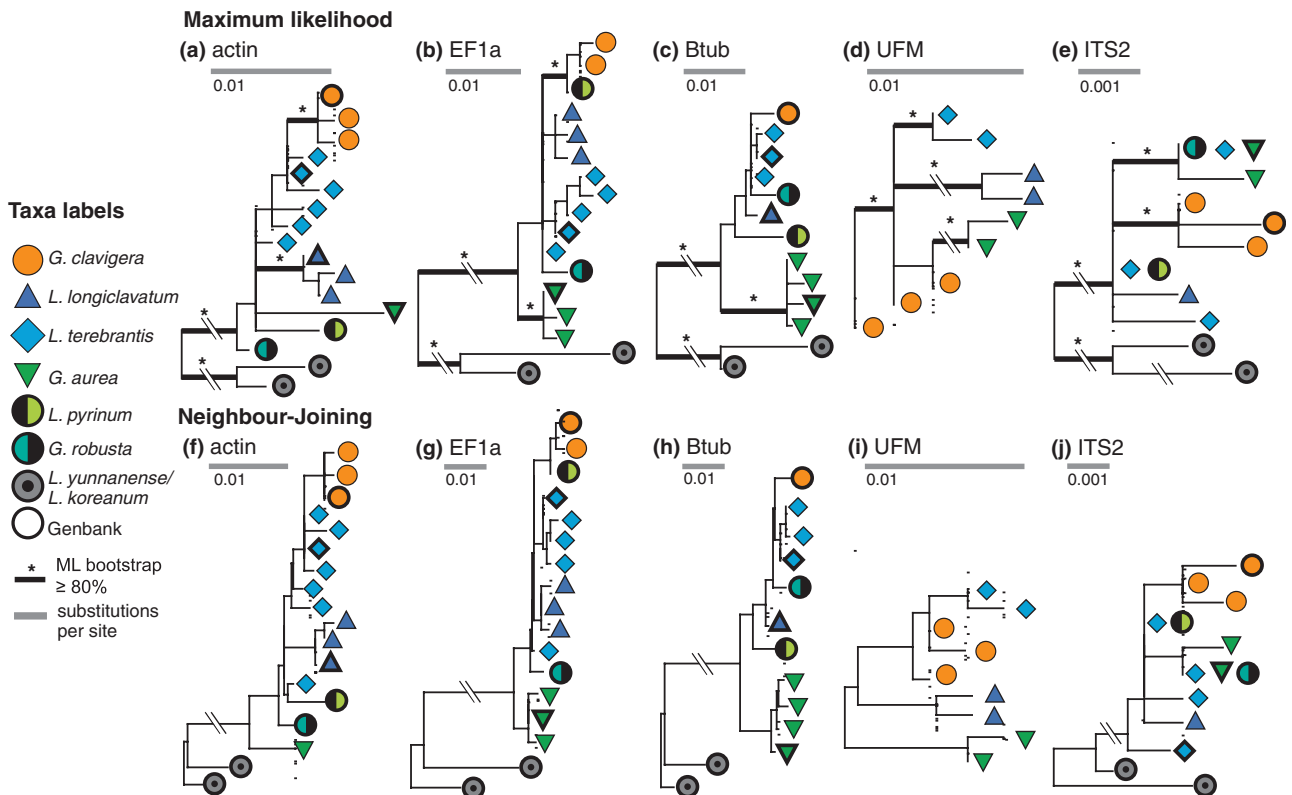 Maximum likelihood
(a) actin
(b) EF1a
(c) Btub
(d) UFM
(e) ITS2
0.01
0.01
0.01
0.01
0.001
* * * *
* * * *
* * *
* * * *
* * * *
Taxa labels
G. clavigera
L. longiclavatum
L. terebrantis
G. aurea
L. pyrinum
G. robusta
L. yunnanense/
L. koreanum
Genbank
* ML bootstrap
≥ 80%
substitutions
per site
Neighbour-Joining
(f) actin
(g) EF1a
(h) Btub
(i) UFM
(j) ITS2
0.01
0.01
0.01
0.01
0.001